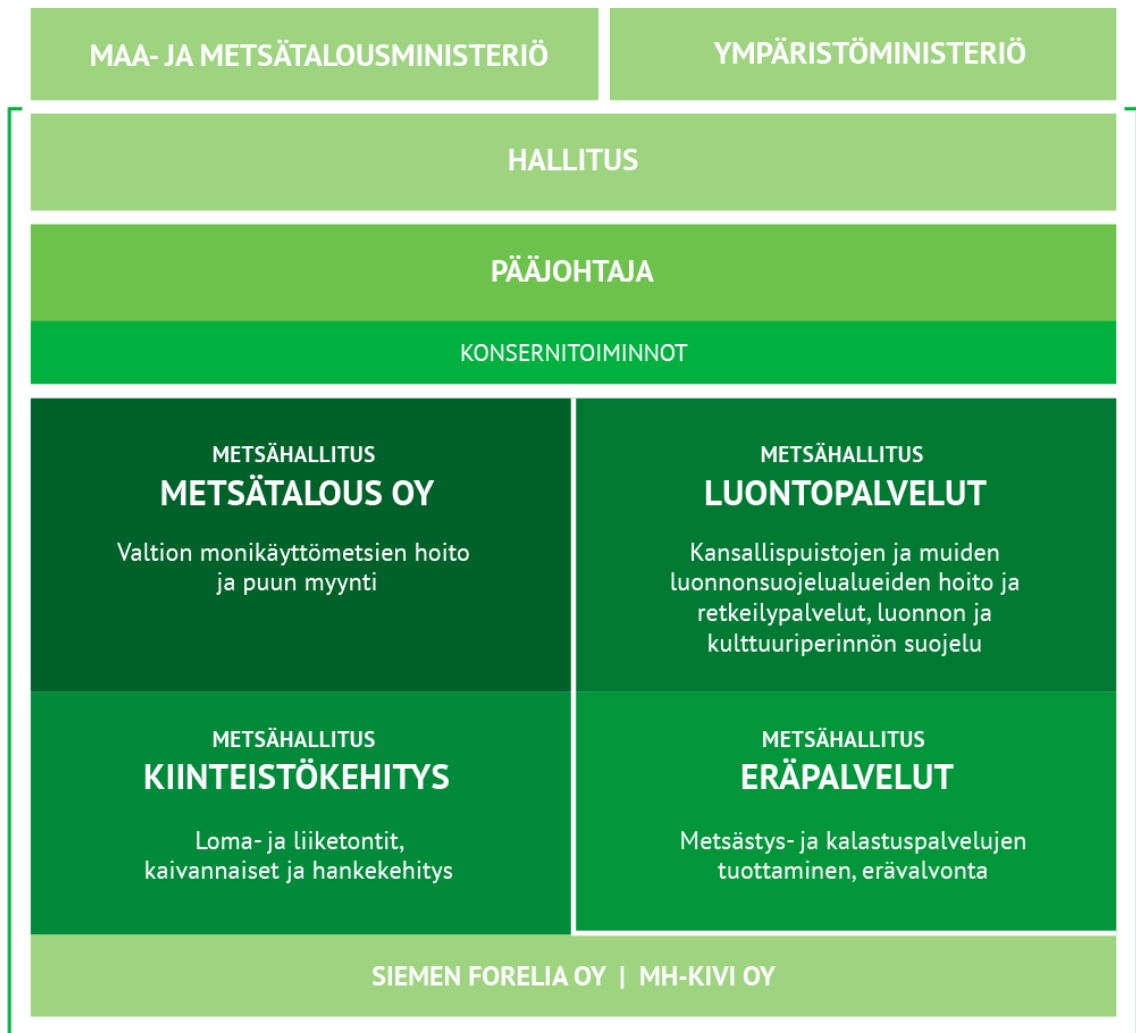 MAA- JA METSÄTALOUSMINISTERIÖ
YMPÄRISTÖMINISTERIÖ
HALLITUS
PÄÄJOHTAJA
KONSERNITOIMINNOT
METSÄHALLITUS
METSÄTALOUS OY
Valtion monikäyttömetsien hoito
ja puun myynti
METSÄHALLITUS
LUONTOPALVELUT
Kansallispuistojen ja muiden
luonnonsuojelualueiden hoito ja
retkeilypalvelut, luonnon ja
kulttuuriperinnön suojelu
METSÄHALLITUS
KIINTEISTÖKEHITYS
Loma- ja liiketontit,
kaivannaiset ja hankekehitys
METSÄHALLITUS
ERÄPALVELUT
Metsästys- ja kalastuspalvelujen
tuottaminen, erävalvonta
SIEMEN FORELIA OY | MH-KIVI OY